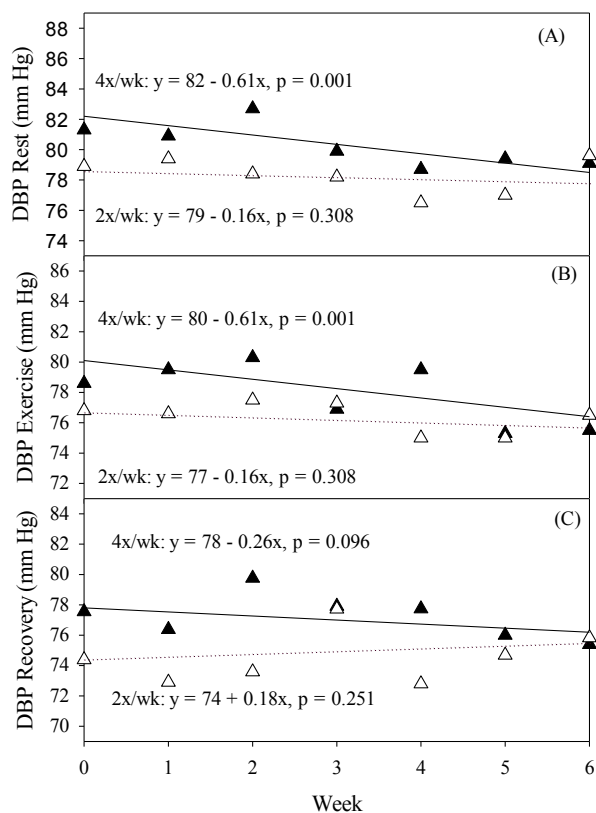 (A)
DBP Rest (mm Hg)
88
86
84
82
80
78
76
74
4x/wk: y = 82 - 0.61x, p = 0.001
2x/wk: y = 79 - 0.16x, p = 0.308
(B)
DBP Exercise (mm Hg)
86
84
82
80
78
76
74
72
4x/wk: y = 80 - 0.61x, p = 0.001
2x/wk: y = 77 - 0.16x, p = 0.308
(C)
DBP Recovery (mm Hg)
84
82
80
78
76
74
72
70
4x/wk: y = 78 - 0.26x, p = 0.096
2x/wk: y = 74 + 0.18x, p = 0.251
0 1 2 3 4 5 6
Week